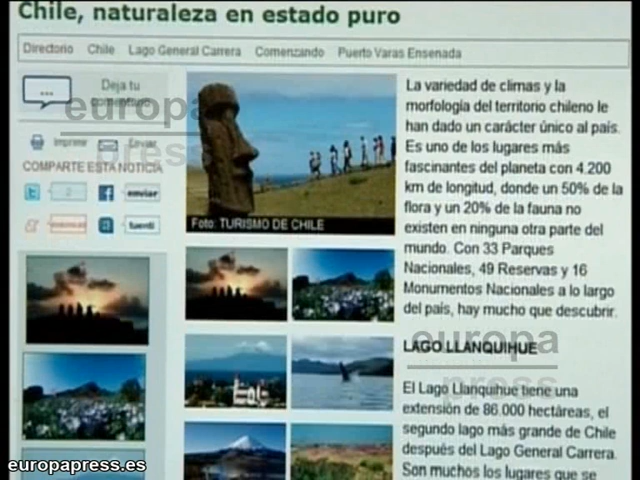 Chile, naturaleza en estado puro
Directorio Chile Lago General Carrera Comenzando Puerto Varas Ensenada
Deja tu
comentario
Imprimir Enviar
COMPARTE ESTA NOTICIA
2 enviar
tuenti
Foto: TURISMO DE CHILE
La variedad de climas y la
morfología del territorio chileno le
han dado un carácter único al país.
Es uno de los lugares más
fascinantes del planeta con 4.200
km de longitud, donde un 50% de la
flora y un 20% de la fauna no
existen en ninguna otra parte del
mundo. Con 33 Parques
Nacionales, 49 Reservas y 16
Monumentos Nacionales a lo largo
del país, hay mucho que descubrir.
LAGO LLANQUIHUE
El Lago Llanquihue tiene una
extensión de 86.000 hectáreas, el
segundo lago más grande de Chile
después del Lago General Carrera.
Son muchos los lugares que se
europa
press
europa
press
europapress.es